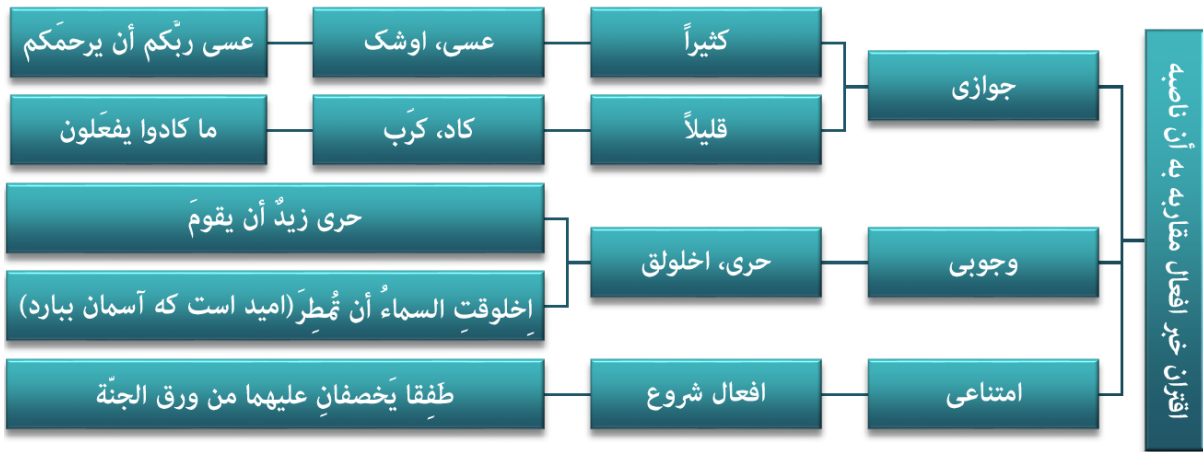 اقتران خبر افعال مقاربه به أن ناصبه
جوازی
کثیراً
عسی، اوشک
عسی ربَّکم أن یرحمَکم
قلیلاً
کاد، کرَب
ما کادوا یفعَلون
وجوبی
حری، اخلولق
حری زیدٌ أن یقومَ
اِخلوقتِ السماءُ أن تُمطِرَ(امید است که آسمان ببارد)
امتناعی
افعال شروع
طَفِقا یَخصفانِ علیهما من ورق الجنّة